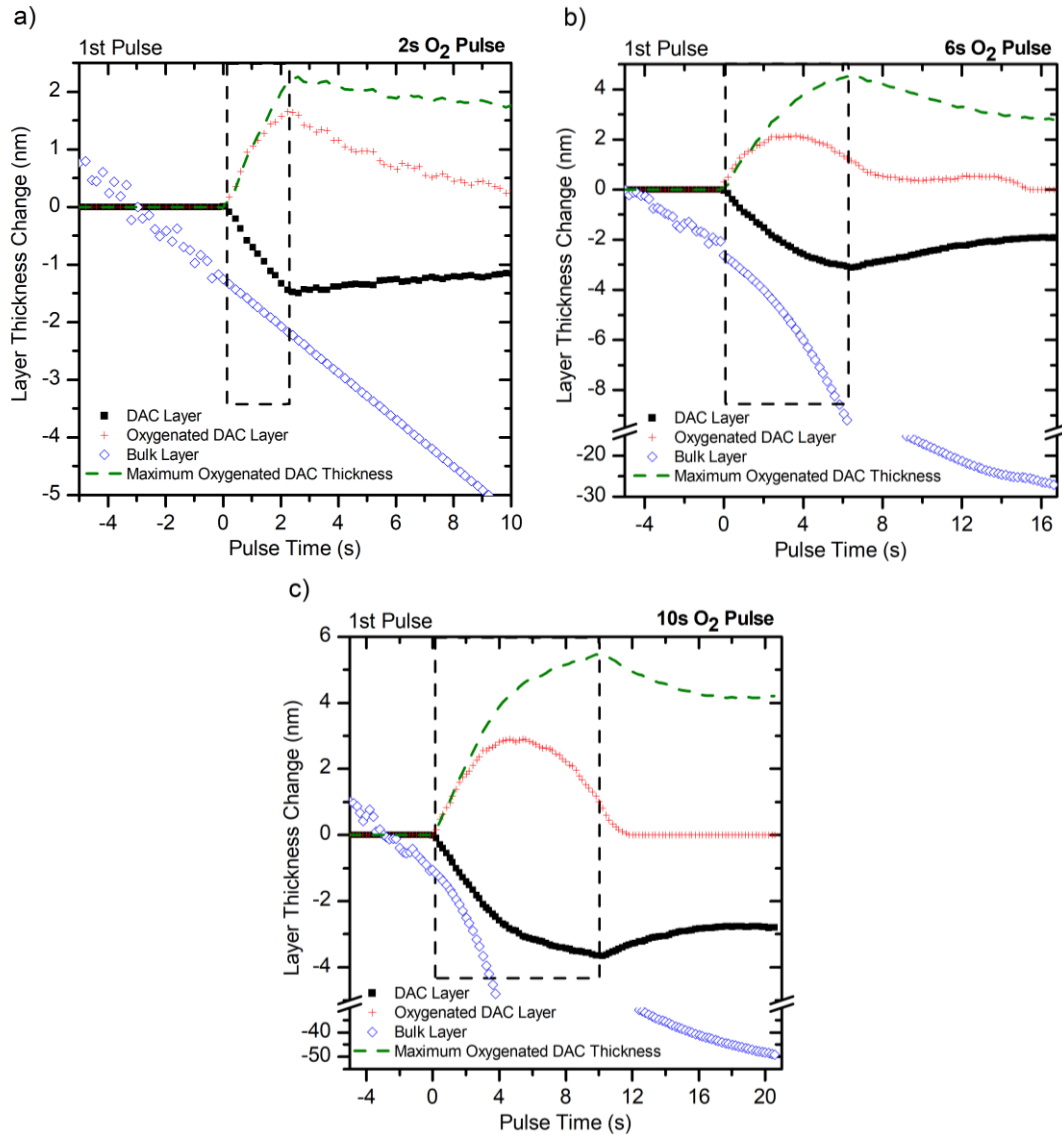 a)
1st Pulse 2s O2 Pulse
2
1
0
-1
-2
-3
-4
-5
Layer Thickness Change (nm)
DAC Layer
Oxygenated DAC Layer
Bulk Layer
Maximum Oxygenated DAC Thickness
-4 -2 0 2 4 6 8 10
Pulse Time (s)
b)
1st Pulse 6s O2 Pulse
4
2
0
-2
-4
-6
-8
-20
-30
Layer Thickness Change (nm)
DAC Layer
Oxygenated DAC Layer
Bulk Layer
Maximum Oxygenated DAC Thickness
-4 0 4 8 12 16
Pulse Time (s)
c)
1st Pulse 10s O2 Pulse
6
4
2
0
-2
-4
-40
-50
Layer Thickness Change (nm)
DAC Layer
Oxygenated DAC Layer
Bulk Layer
Maximum Oxygenated DAC Thickness
-4 0 4 8 12 16 20
Pulse Time (s)